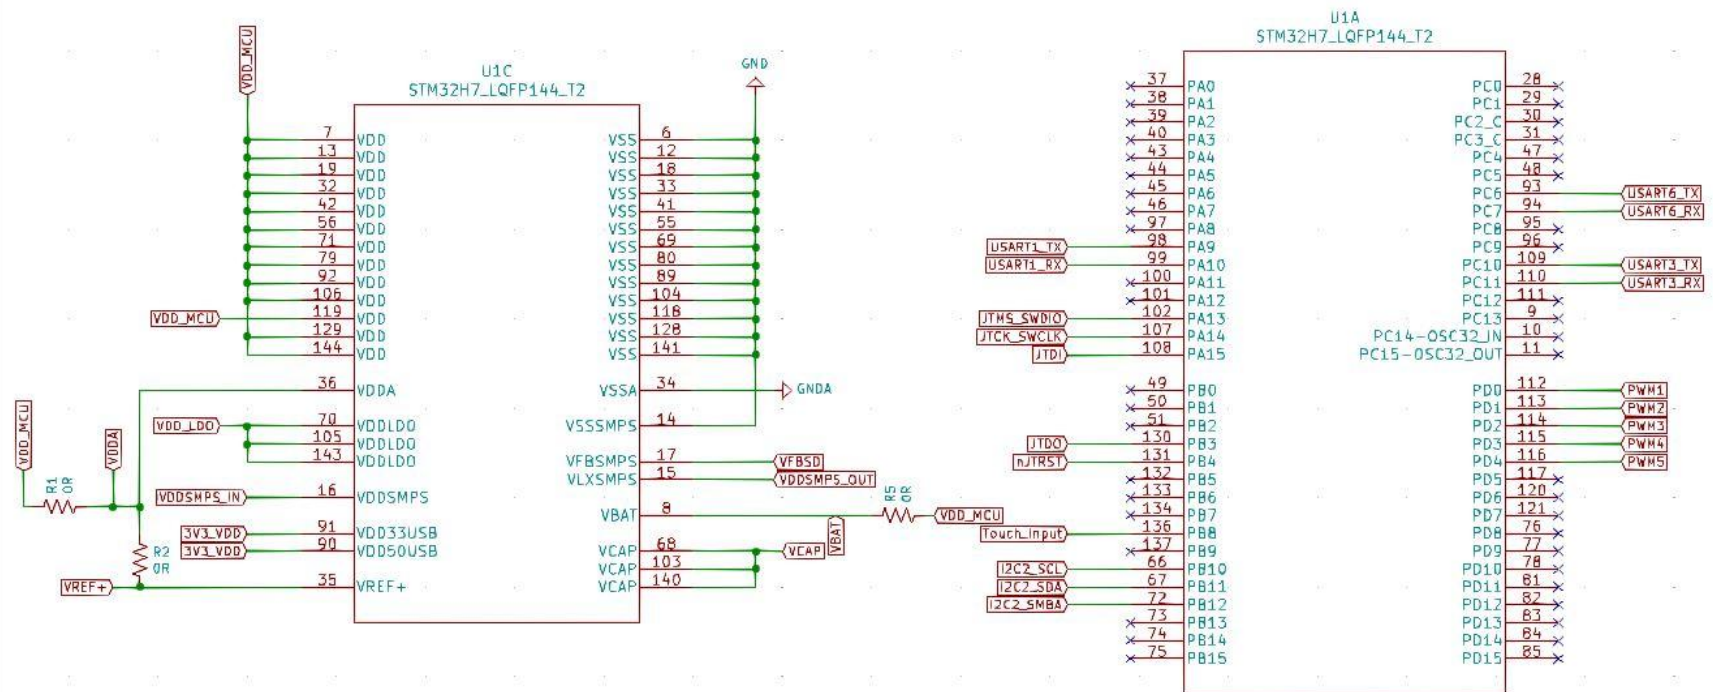 U1A
STM32H7_LQFP144_T2
VDD_MCU
U1C
STM32H7_LQFP144_T2
GND
7 VDD VSS 6
13 VDD VSS 12
19 VDD VSS 18
32 VDD VSS 33
42 VDD VSS 41
56 VDD VSS 55
71 VDD VSS 69
79 VDD VSS 80
92 VDD VSS 89
106 VDD VSS 104
VDD_MCU 119 VDD VSS 118
129 VDD VSS 128
144 VDD VSS 141
36 VDDA VSSA 34 GNDA
VDD_LDO 70 VDDLDO VSSSMPS 14
105 VDDLDO
143 VDDLDO VFBSMPS 17 VFBSD
VLXSMPS 15 VDDSMPS_OUT
VDD_MCU
VDDA
R1
0R
VDDSMPS_IN 16 VDDSMPS
VBAT 8
R5
0R
VDD_MCU
VBAT
3V3_VDD 91 VDD33USB
3V3_VDD 90 VDD50USB VCAP 68 VCAP
VCAP 103
R2
0R
VREF+ 35 VREF+ VCAP 140
37 PA0 PC0 28
38 PA1 PC1 29
39 PA2 PC2_C 30
40 PA3 PC3_C 31
43 PA4 PC4 47
44 PA5 PC5 48
45 PA6 PC6 93 USART6_TX
46 PA7 PC7 94 USART6_RX
97 PA8 PC8 95
USART1_TX 98 PA9 PC9 96
USART1_RX 99 PA10 PC10 109 USART3_TX
100 PA11 PC11 110 USART3_RX
101 PA12 PC12 111
JTMS_SWDIO 102 PA13 PC13 9
JTCK_SWCLK 107 PA14 PC14-OSC32_IN 10
JTDI 108 PA15 PC15-OSC32_OUT 11
49 PB0 PD0 112 PWM1
50 PB1 PD1 113 PWM2
51 PB2 PD2 114 PWM3
JTDO 130 PB3 PD3 115 PWM4
nJTRST 131 PB4 PD4 116 PWM5
132 PB5 PD5 117
133 PB6 PD6 120
134 PB7 PD7 121
Touch_Input 136 PB8 PD8 76
137 PB9 PD9 77
I2C2_SCL 66 PB10 PD10 78
I2C2_SDA 67 PB11 PD11 81
I2C2_SMBA 72 PB12 PD12 82
73 PB13 PD13 83
74 PB14 PD14 84
75 PB15 PD15 85